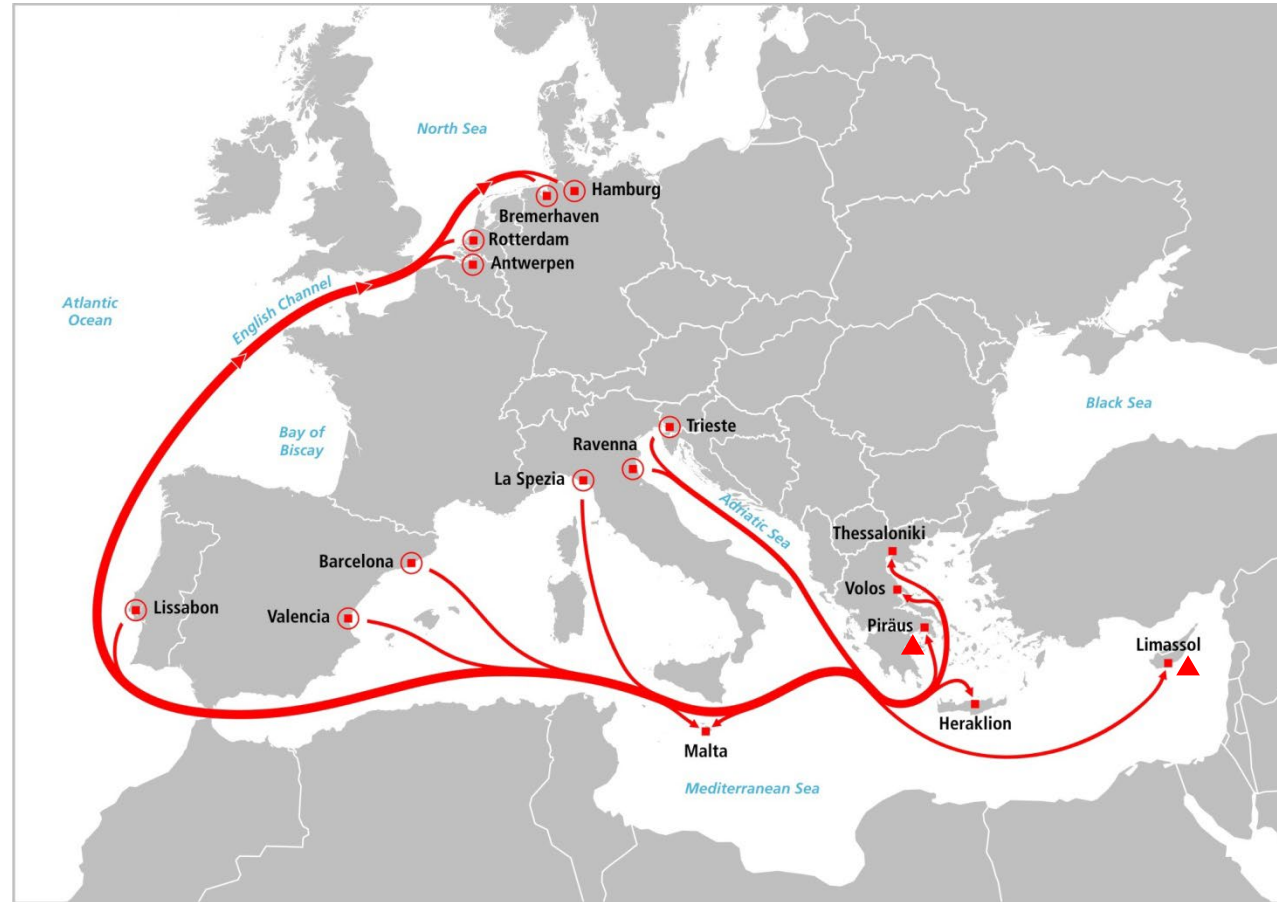 North Sea
Hamburg
Bremerhaven
Rotterdam
Antwerpen
English Channel
Atlantic
Ocean
Bay of
Biscay
Black Sea
Trieste
Ravenna
La Spezia
Adriatic Sea
Thessaloniki
Barcelona
Volos
Lissabon
Valencia
Piräus
Limassol
Heraklion
Malta
Mediterranean Sea